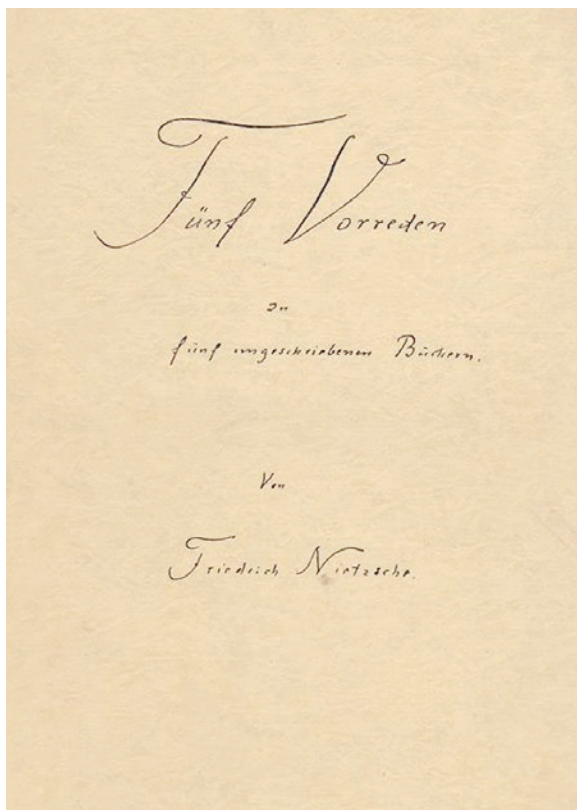 Fünf Vorreden
zu
fünf ungeschriebenen Büchern.
Von
Friedrich Nietzsche.